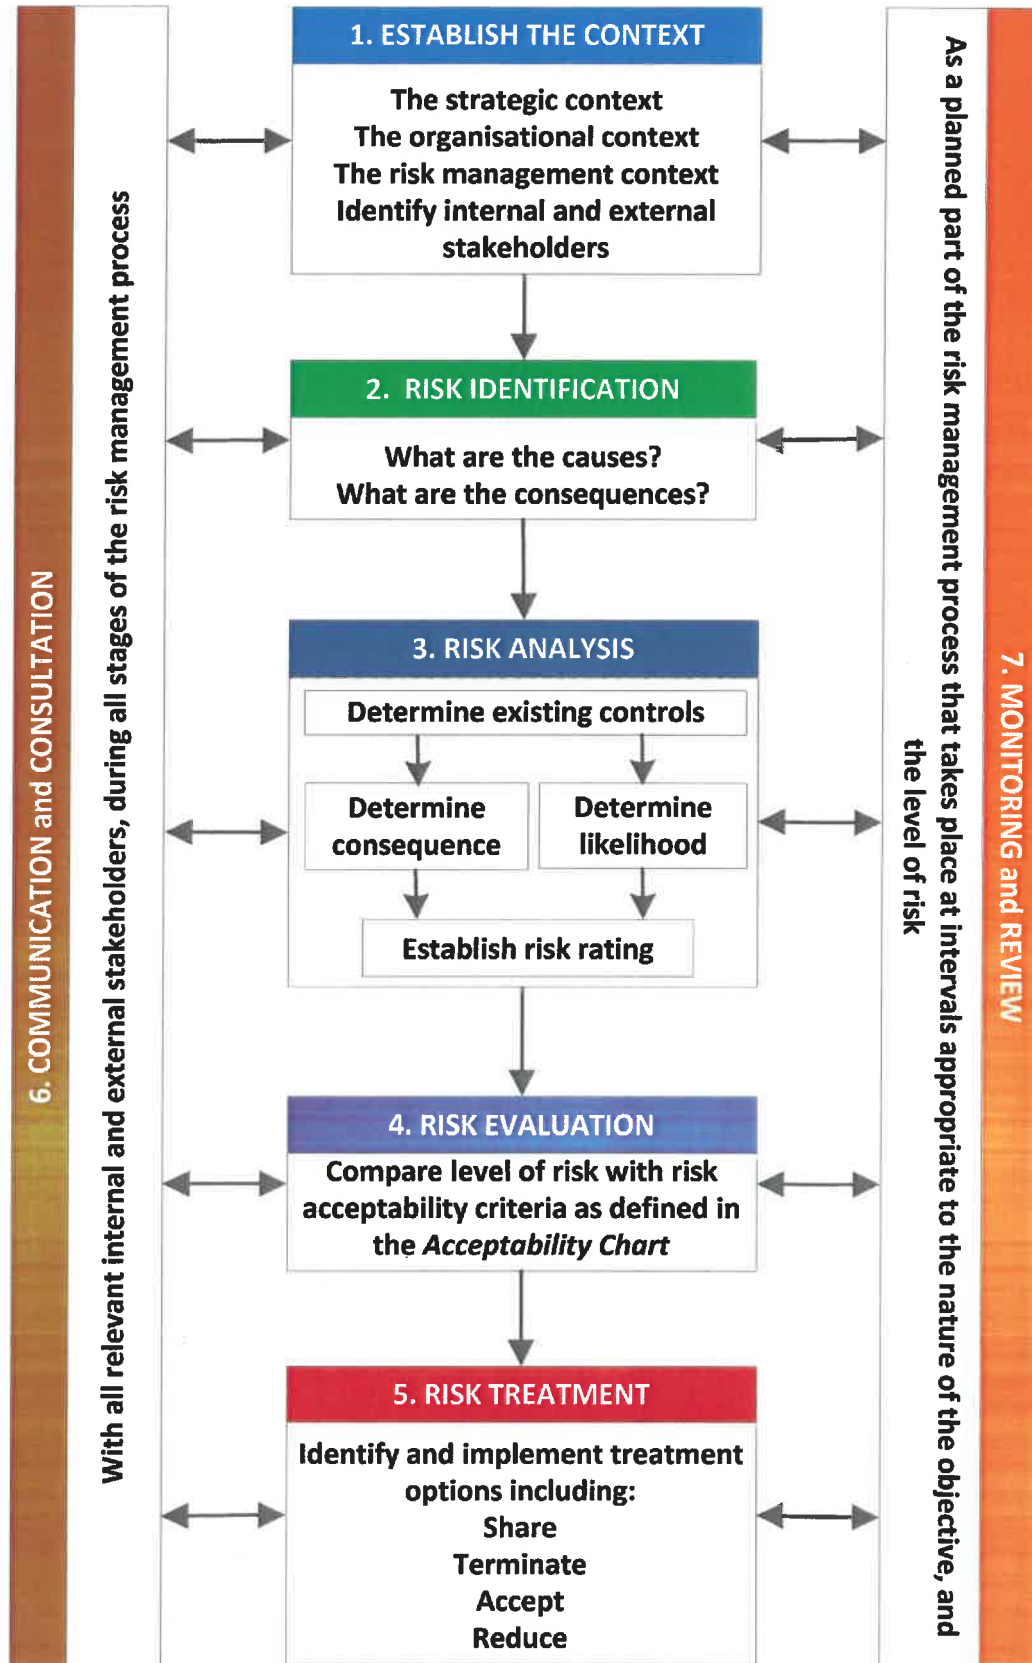 1. ESTABLISH THE CONTEXT
The strategic context
The organisational context
The risk management context
Identify internal and external
stakeholders
2. RISK IDENTIFICATION
What are the causes?
What are the consequences?
3. RISK ANALYSIS
Determine existing controls
Determine
consequence
Determine
likelihood
Establish risk rating
4. RISK EVALUATION
Compare level of risk with risk
acceptability criteria as defined in
the Acceptability Chart
5. RISK TREATMENT
Identify and implement treatment
options including:
Share
Terminate
Accept
Reduce
6. COMMUNICATION and CONSULTATION
With all relevant internal and external stakeholders, during all stages of the risk management process
7. MONITORING and REVIEW
As a planned part of the risk management process that takes place at intervals appropriate to the nature of the objective, and
the level of risk